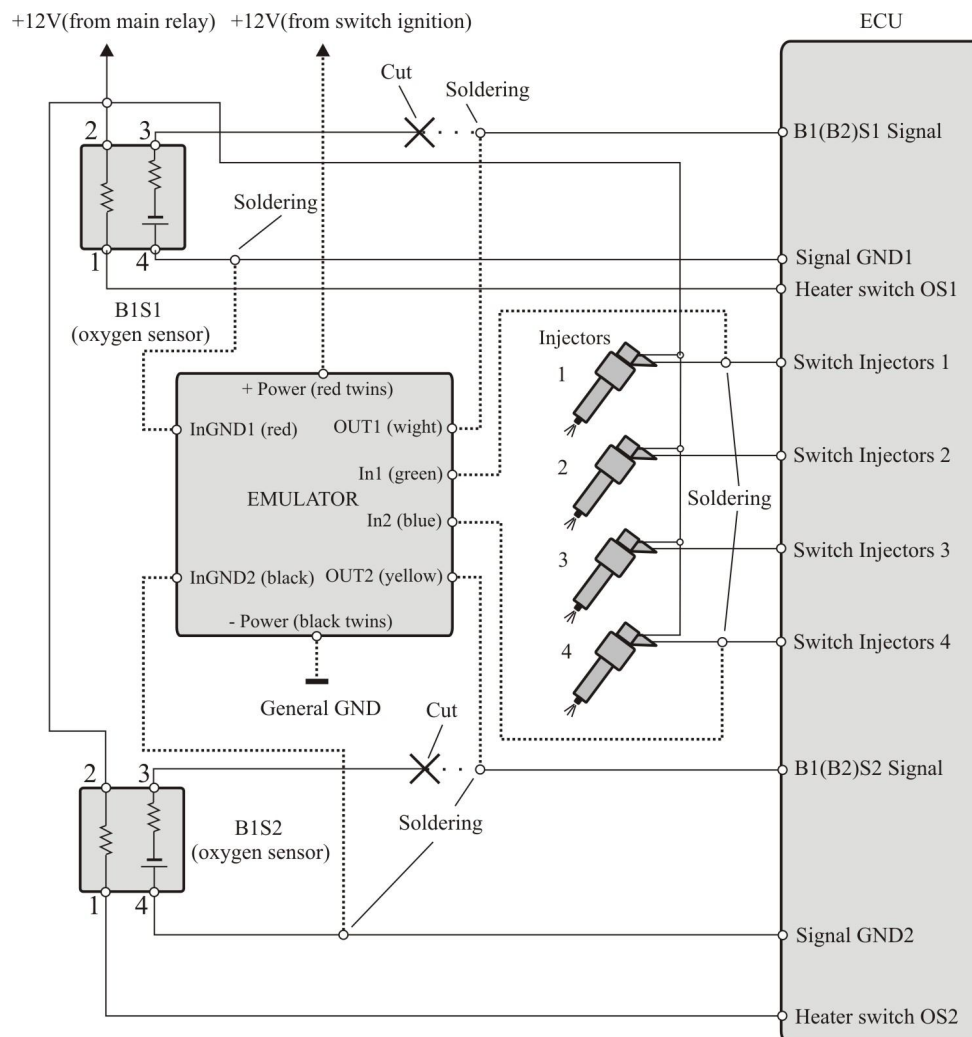 +12V(from main relay)
+12V(from switch ignition)
ECU
Cut
Soldering
2
3
B1(B2)S1 Signal
Soldering
1
4
Signal GND1
Heater switch OS1
B1S1
(oxygen sensor)
Injectors
1
Switch Injectors 1
+ Power (red twins)
InGND1 (red)
OUT1 (wight)
In1 (green)
2
Switch Injectors 2
EMULATOR
Soldering
In2 (blue)
3
Switch Injectors 3
InGND2 (black)
OUT2 (yellow)
- Power (black twins)
4
Switch Injectors 4
General GND
Cut
2
3
B1(B2)S2 Signal
Soldering
B1S2
(oxygen sensor)
1
4
Signal GND2
Heater switch OS2